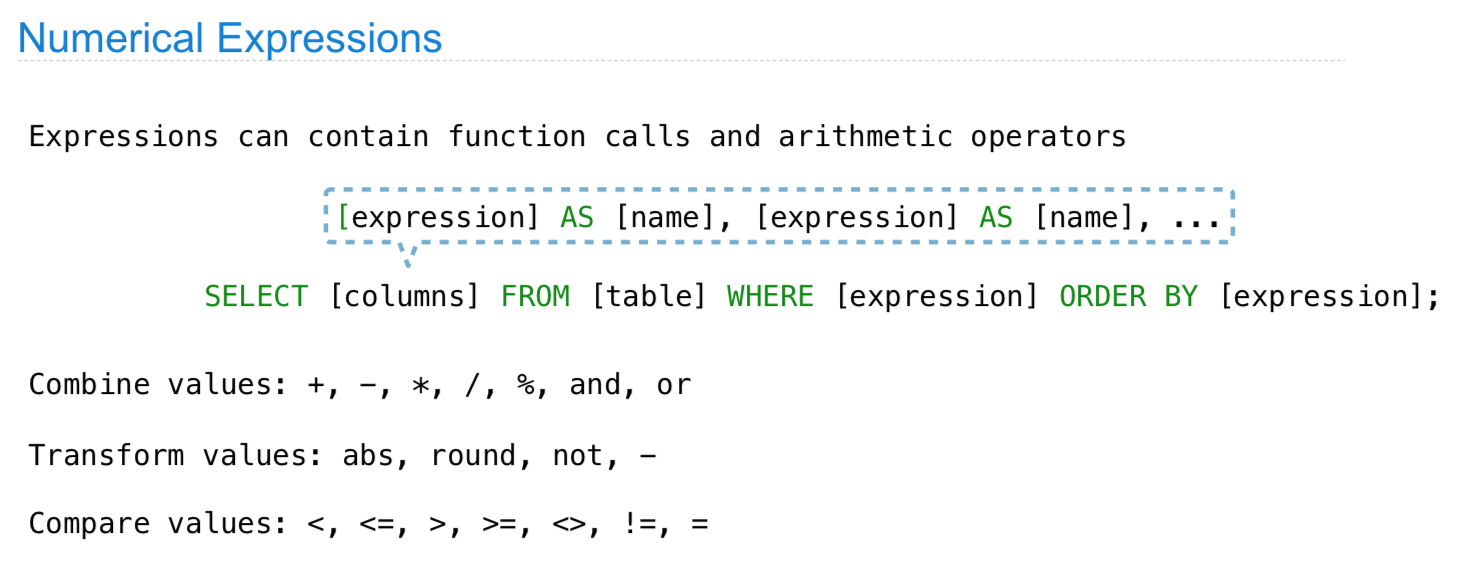 Numerical Expressions
Expressions can contain function calls and arithmetic operators
[expression] AS [name], [expression] AS [name], ...
SELECT [columns] FROM [table] WHERE [expression] ORDER BY [expression];
Combine values: +, -, *, /, %, and, or
Transform values: abs, round, not, -
Compare values: <, <=, >, >=, <>, !=, =